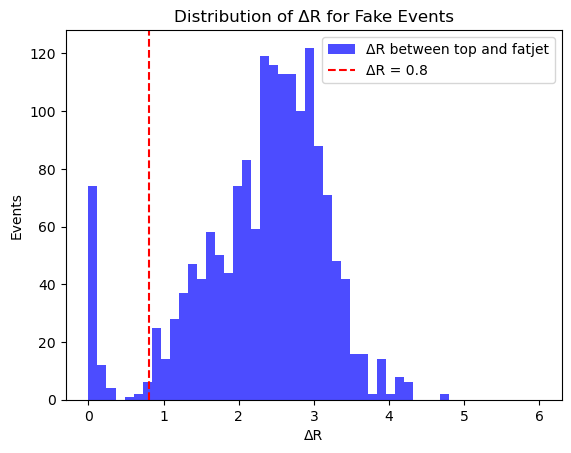 Distribution of ΔR for Fake Events
ΔR between top and fatjet
ΔR = 0.8
Events
120
100
80
60
40
20
0
0 1 2 3 4 5 6
ΔR